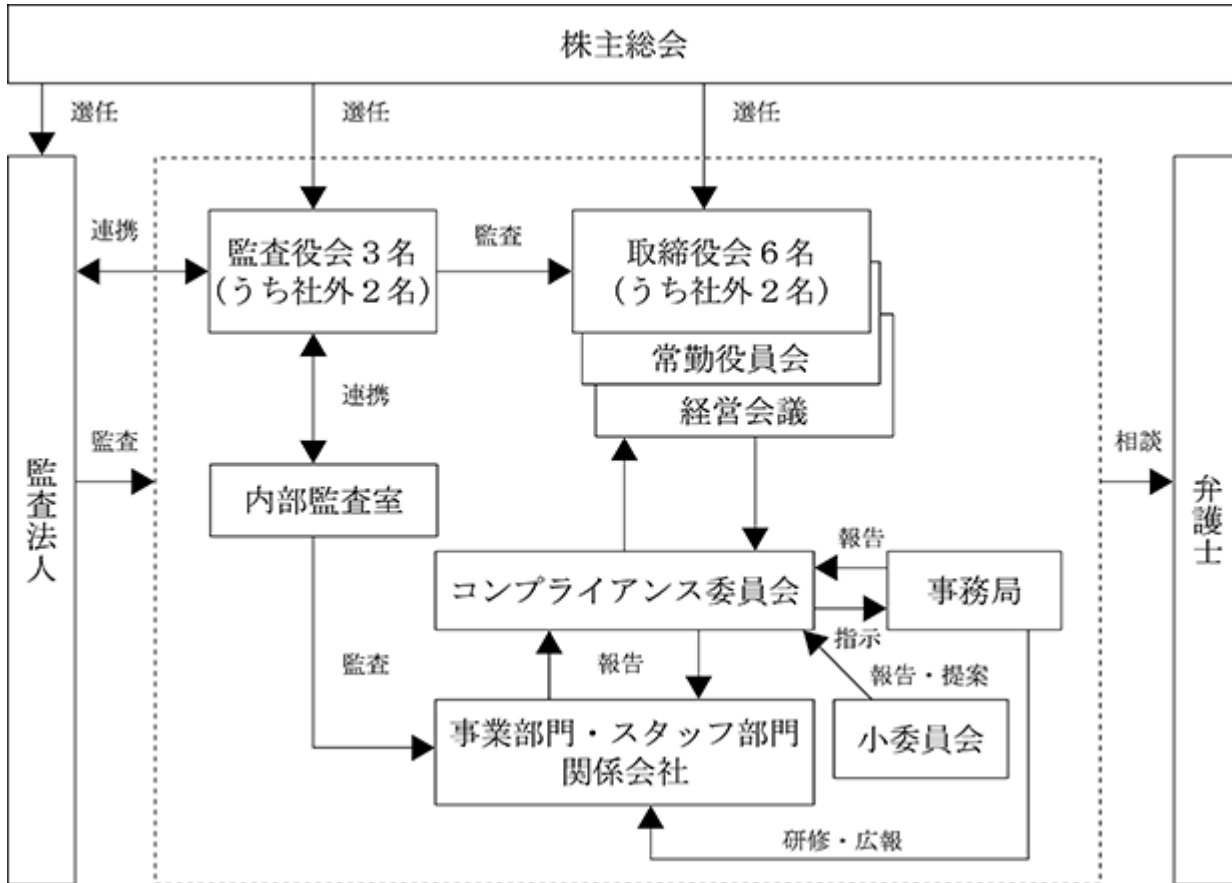 株主総会
選任
選任
選任
連携
監査役会３名
(うち社外２名)
監査
取締役会６名
(うち社外２名)
常勤役員会
経営会議
連携
監査
相談
監査法人
弁護士
内部監査室
コンプライアンス委員会
報告
事務局
指示
監査
報告
報告・提案
事業部門・スタッフ部門
関係会社
小委員会
研修・広報